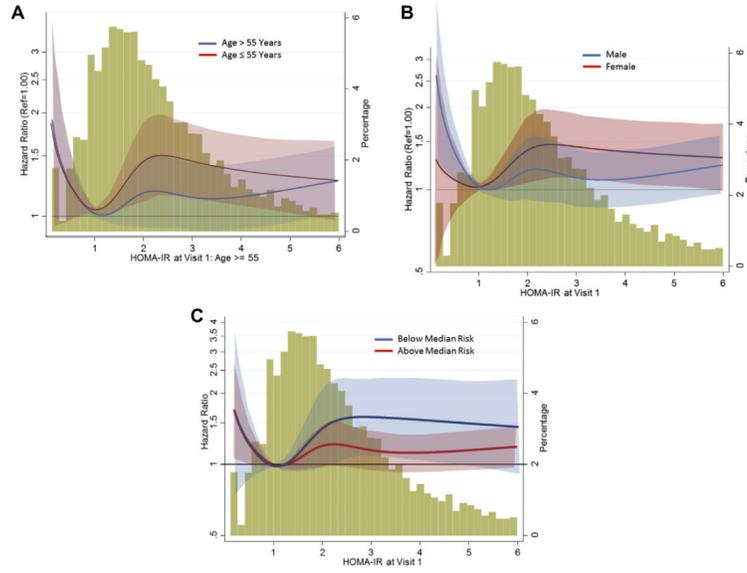 A
Age > 55 Years
Age ≤ 55 Years
Hazard Ratio (Ref=1.00)
3
2.5
2
1.5
1
6
4
2
0
Percentage
1 2 3 4 5 6
HOMA-IR at Visit 1: Age >= 55
B
Male
Female
Hazard Ratio (Ref=1.00)
3
2.5
2
1.5
1
.5
6
4
2
0
1 2 3 4 5 6
HOMA-IR at Visit 1
C
Below Median Risk
Above Median Risk
Hazard Ratio
4
3.5
3
2.5
2
1.5
1
.5
6
4
2
0
Percentage
1 2 3 4 5 6
HOMA-IR at Visit 1